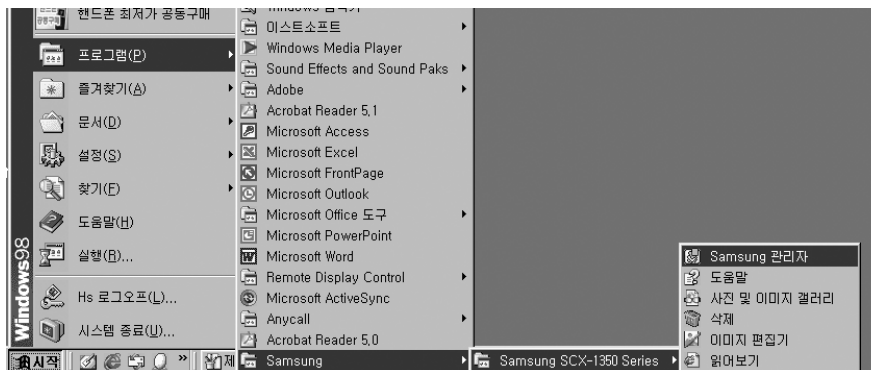 핸드폰 최저가 공동구매
프로그램(P)
즐겨찾기(A)
문서(D)
설정(S)
찾기(F)
도움말(H)
실행(R)...
Hs 로그오프(L)...
시스템 종료(U)...
Windows98
시작
»
제
이스트소프트
Windows Media Player
Sound Effects and Sound Paks
Adobe
Acrobat Reader 5,1
Microsoft Access
Microsoft Excel
Microsoft FrontPage
Microsoft Outlook
Microsoft Office 도구
Microsoft PowerPoint
Microsoft Word
Remote Display Control
Microsoft ActiveSync
Anycall
Acrobat Reader 5,0
Samsung
Samsung SCX-1350 Series
Samsung 관리자
도움말
사진 및 이미지 갤러리
삭제
이미지 편집기
읽어보기